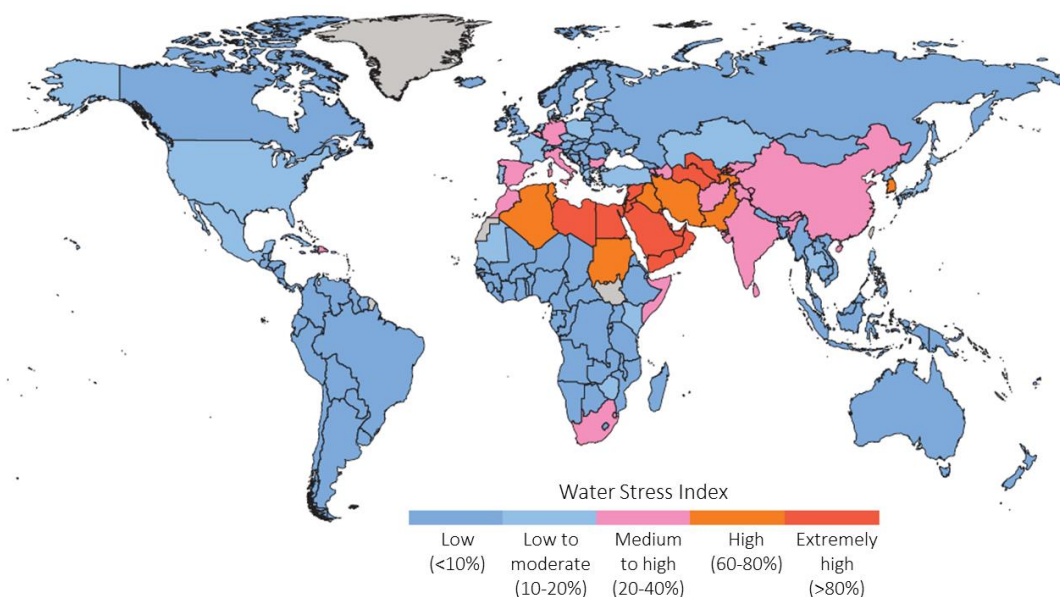 Water Stress Index
Low Low to Medium High Extremely
(<10%) moderate to high (60-80%) high
(10-20%) (20-40%) (>80%)